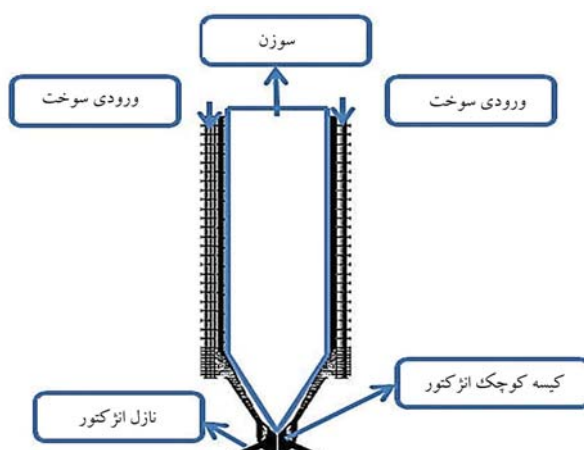 سوزن
ورودی سوخت
ورودی سوخت
کیسه کوچک انژکتور
نازل انژکتور